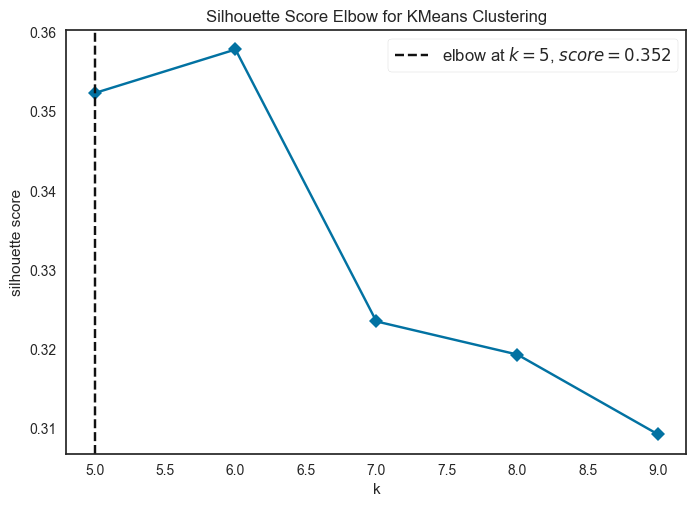 Silhouette Score Elbow for KMeans Clustering
elbow at k = 5, score = 0.352
0.36
0.35
0.34
0.33
0.32
0.31
silhouette score
5.0 5.5 6.0 6.5 7.0 7.5 8.0 8.5 9.0
k